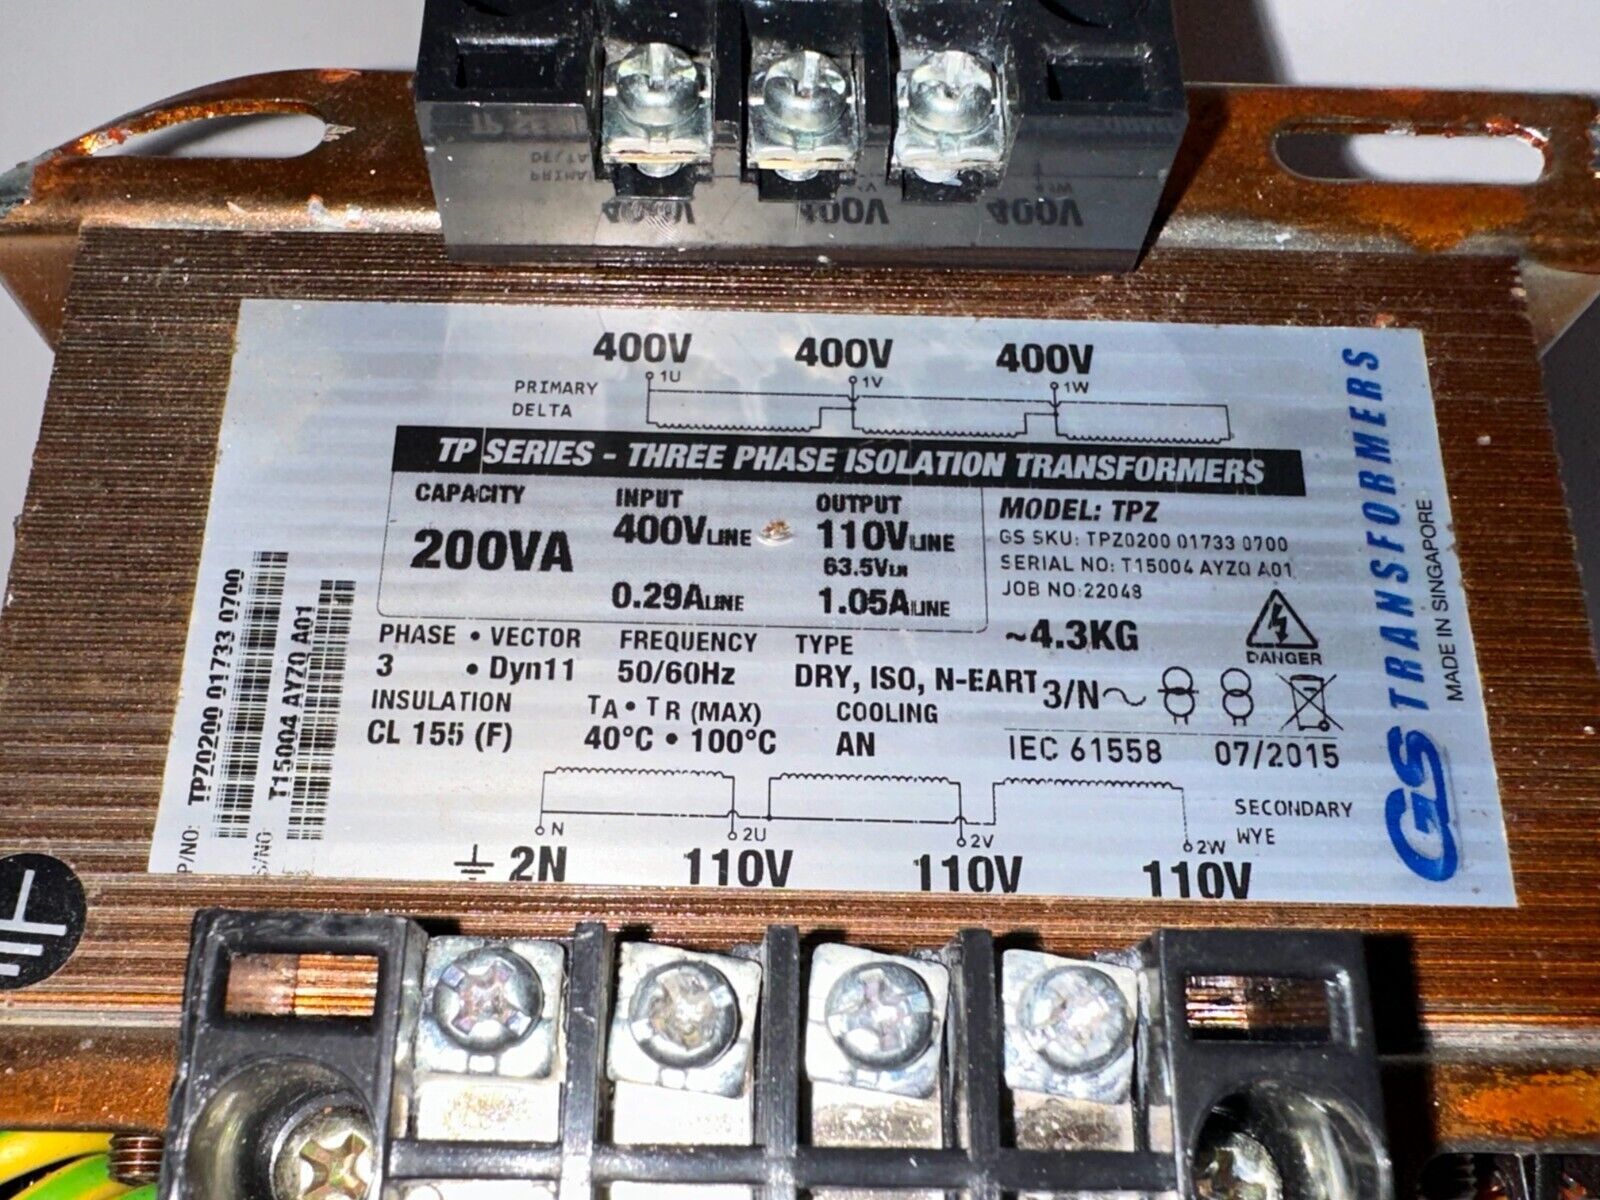 400V 400V 400V
1U 1V 1W
PRIMARY
DELTA
TP SERIES - THREE PHASE ISOLATION TRANSFORMERS
CAPACITY INPUT OUTPUT MODEL: TPZ
200VA 400VLINE 110VLINE GS SKU: TPZ0200 01733 0700
63.5VLN SERIAL NO: T15004 AYZ0 A01
0.29ALINE 1.05ALINE JOB NO:22048
PHASE • VECTOR FREQUENCY TYPE ~4.3KG
3 • Dyn11 50/60Hz DRY, ISO, N-EART 3/N
DANGER
INSULATION TA • TR (MAX) COOLING
CL 155 (F) 40°C • 100°C AN IEC 61558 07/2015
N 2U 2V 2W
SECONDARY
WYE
2N 110V 110V 110V
P/NO: TPZ0200 01733 0700
S/NO: T15004 AYZ0 A01
GS TRANSFORMERS
MADE IN SINGAPORE